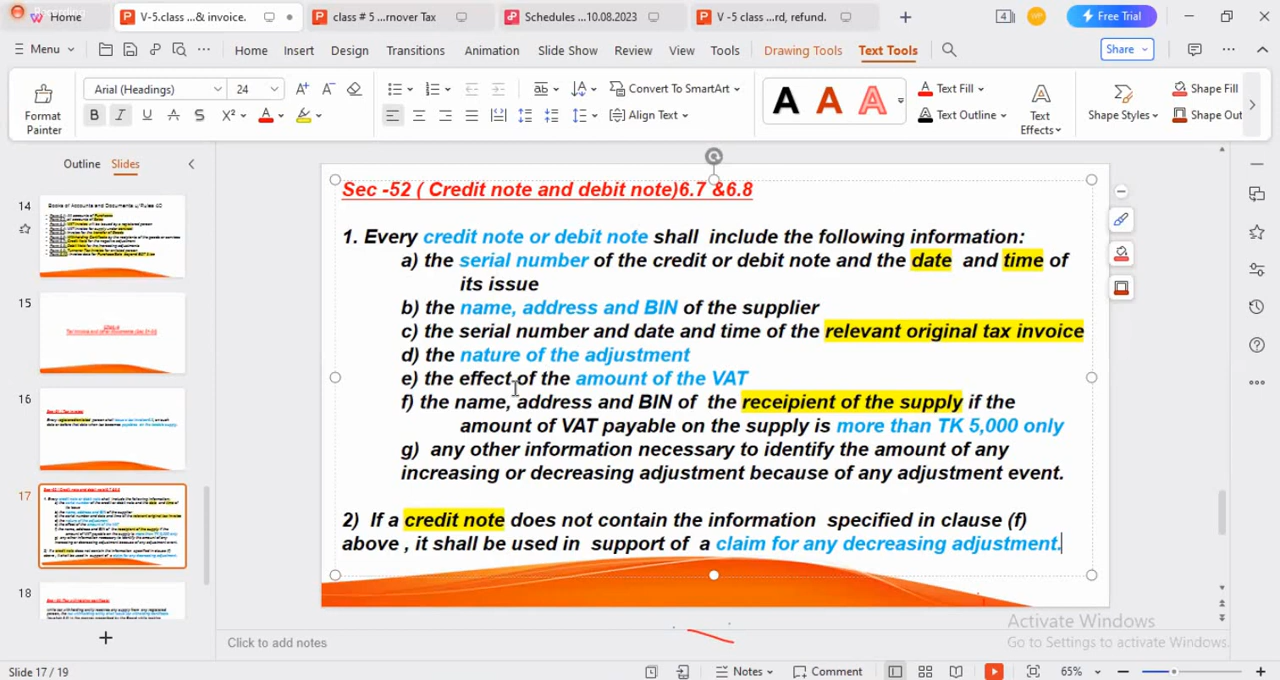 Recording
Home
V-5.class ...& invoice.
class # 5 ...rnover Tax
Schedules ...10.08.2023
V -5 class ...rd, refund.
4
WP
Free Trial
Menu
Home Insert Design Transitions Animation Slide Show Review View Tools Drawing Tools Text Tools
Share
Format
Painter
Arial (Headings)
24
Convert To SmartArt
Align Text
Text Fill
Text Outline
Text
Effects
Shape Styles
Shape Fill
Shape Out
Outline Slides
14
15
16
17
18
Sec -52 ( Credit note and debit note)6.7 &6.8
1. Every credit note or debit note shall include the following information:
a) the serial number of the credit or debit note and the date and time of
its issue
b) the name, address and BIN of the supplier
c) the serial number and date and time of the relevant original tax invoice
d) the nature of the adjustment
e) the effect of the amount of the VAT
f) the name, address and BIN of the receipient of the supply if the
amount of VAT payable on the supply is more than TK 5,000 only
g) any other information necessary to identify the amount of any
increasing or decreasing adjustment because of any adjustment event.
2) If a credit note does not contain the information specified in clause (f)
above , it shall be used in support of a claim for any decreasing adjustment.
Activate Windows
Go to Settings to activate Windows.
Click to add notes
Slide 17 / 19
Notes
Comment
65%